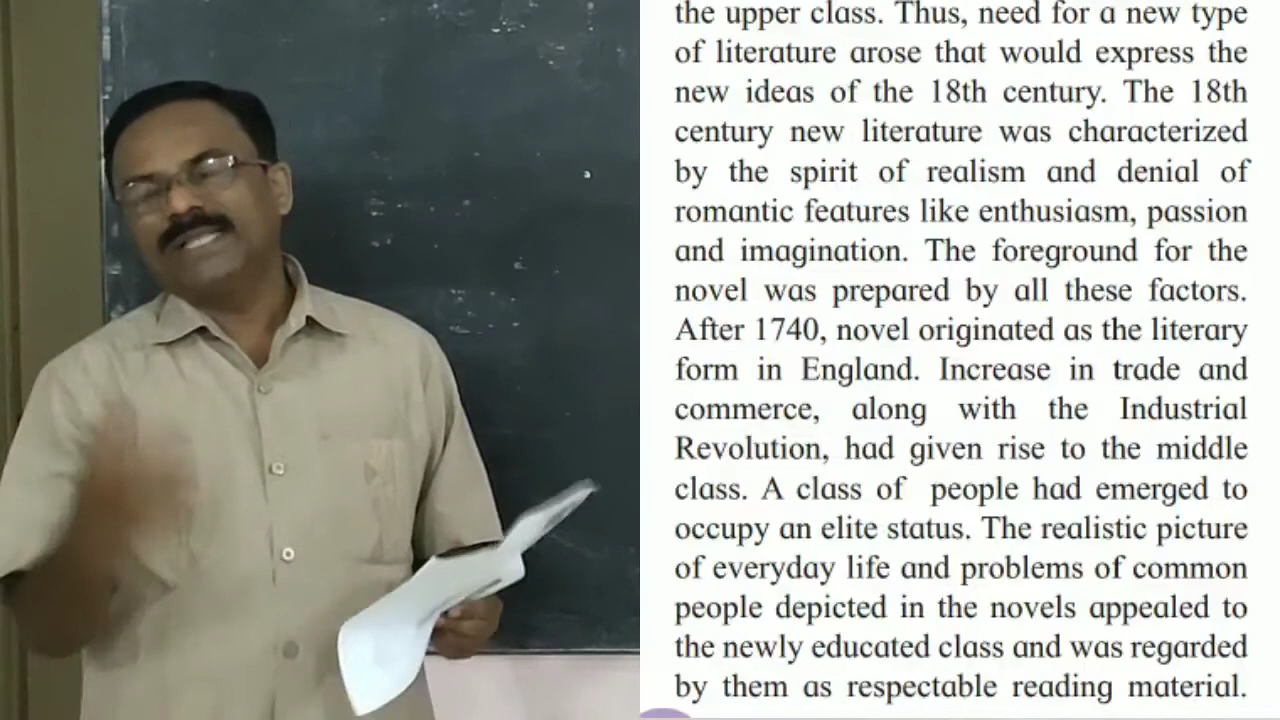 the upper class. Thus, need for a new type
of literature arose that would express the
new ideas of the 18th century. The 18th
century new literature was characterized
by the spirit of realism and denial of
romantic features like enthusiasm, passion
and imagination. The foreground for the
novel was prepared by all these factors.
After 1740, novel originated as the literary
form in England. Increase in trade and
commerce, along with the Industrial
Revolution, had given rise to the middle
class. A class of people had emerged to
occupy an elite status. The realistic picture
of everyday life and problems of common
people depicted in the novels appealed to
the newly educated class and was regarded
by them as respectable reading material.